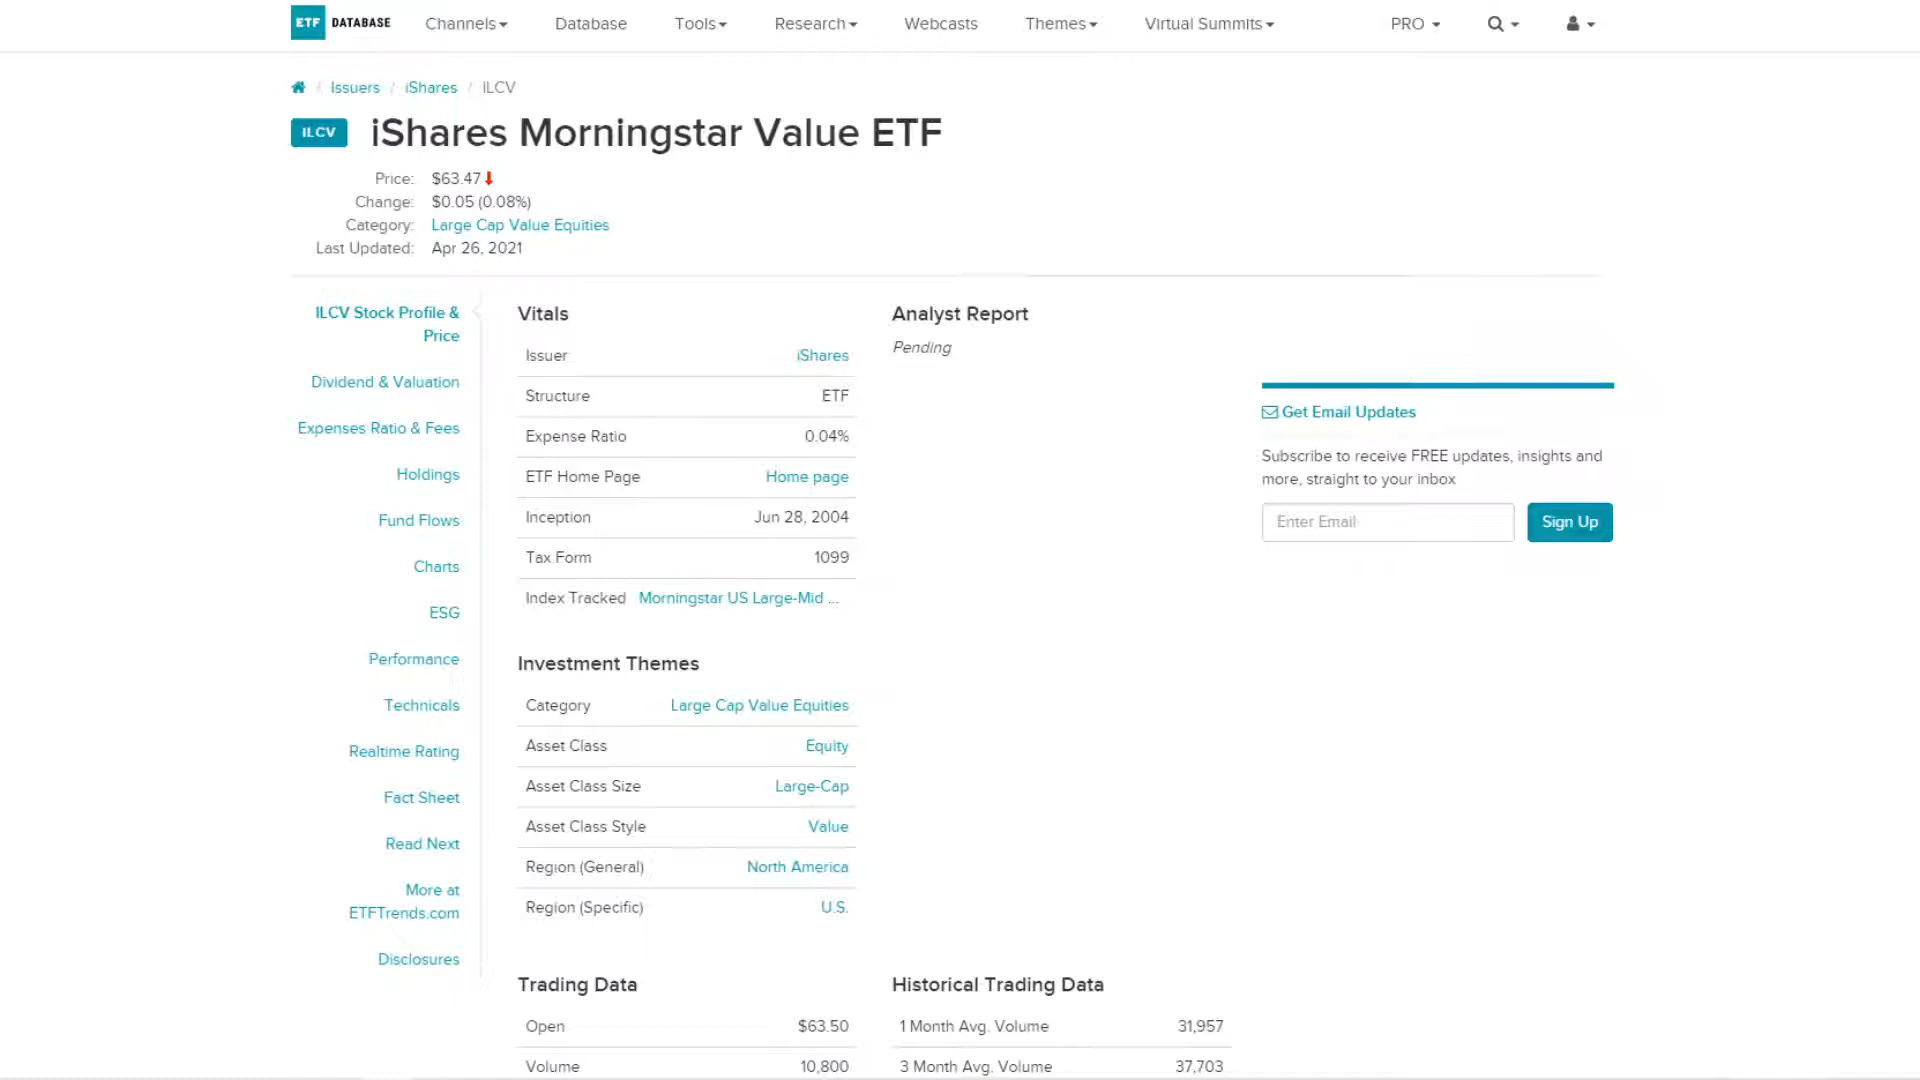 ETF DATABASE Channels Database Tools Research Webcasts Themes Virtual Summits PRO
/ Issuers / iShares / ILCV
ILCV iShares Morningstar Value ETF
Price: $63.47
Change: $0.05 (0.08%)
Category: Large Cap Value Equities
Last Updated: Apr 26, 2021
ILCV Stock Profile &
Price
Dividend & Valuation
Expenses Ratio & Fees
Holdings
Fund Flows
Charts
ESG
Performance
Technicals
Realtime Rating
Fact Sheet
Read Next
More at
ETFTrends.com
Disclosures
Vitals
Issuer iShares
Structure ETF
Expense Ratio 0.04%
ETF Home Page Home page
Inception Jun 28, 2004
Tax Form 1099
Index Tracked Morningstar US Large-Mid ...
Investment Themes
Category Large Cap Value Equities
Asset Class Equity
Asset Class Size Large-Cap
Asset Class Style Value
Region (General) North America
Region (Specific) U.S.
Trading Data
Open $63.50
Volume 10,800
Analyst Report
Pending
Historical Trading Data
1 Month Avg. Volume 31,957
3 Month Avg. Volume 37,703
Get Email Updates
Subscribe to receive FREE updates, insights and
more, straight to your inbox
Enter Email Sign Up